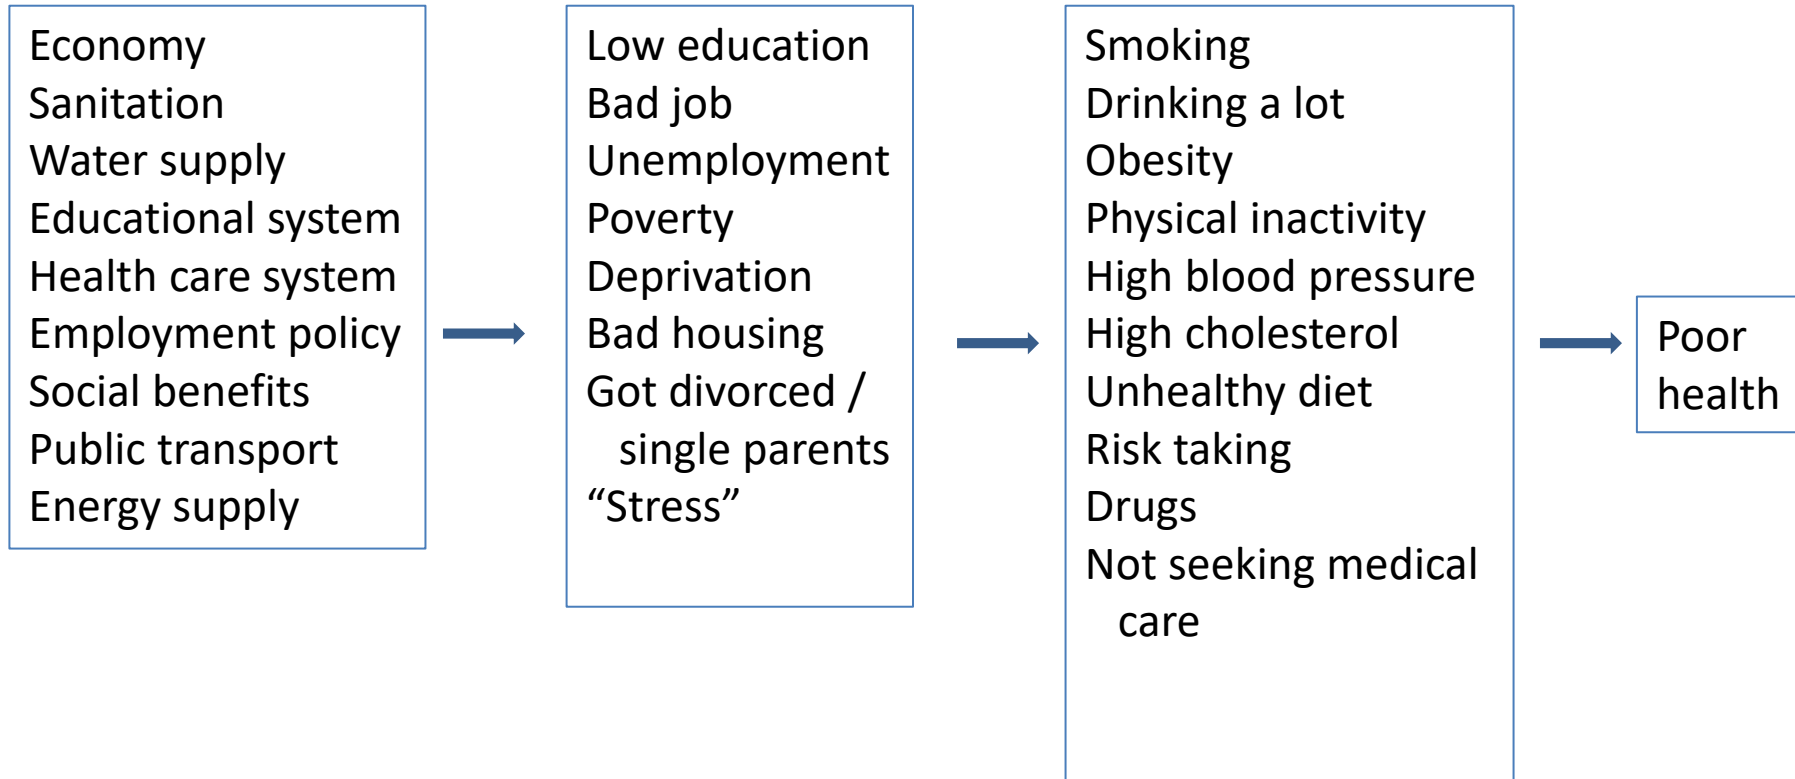 Economy
Sanitation
Water supply
Educational system
Health care system
Employment policy
Social benefits
Public transport
Energy supply
Low education
Bad job
Unemployment
Poverty
Deprivation
Bad housing
Got divorced /
single parents
“Stress”
Smoking
Drinking a lot
Obesity
Physical inactivity
High blood pressure
High cholesterol
Unhealthy diet
Risk taking
Drugs
Not seeking medical
care
Poor
health